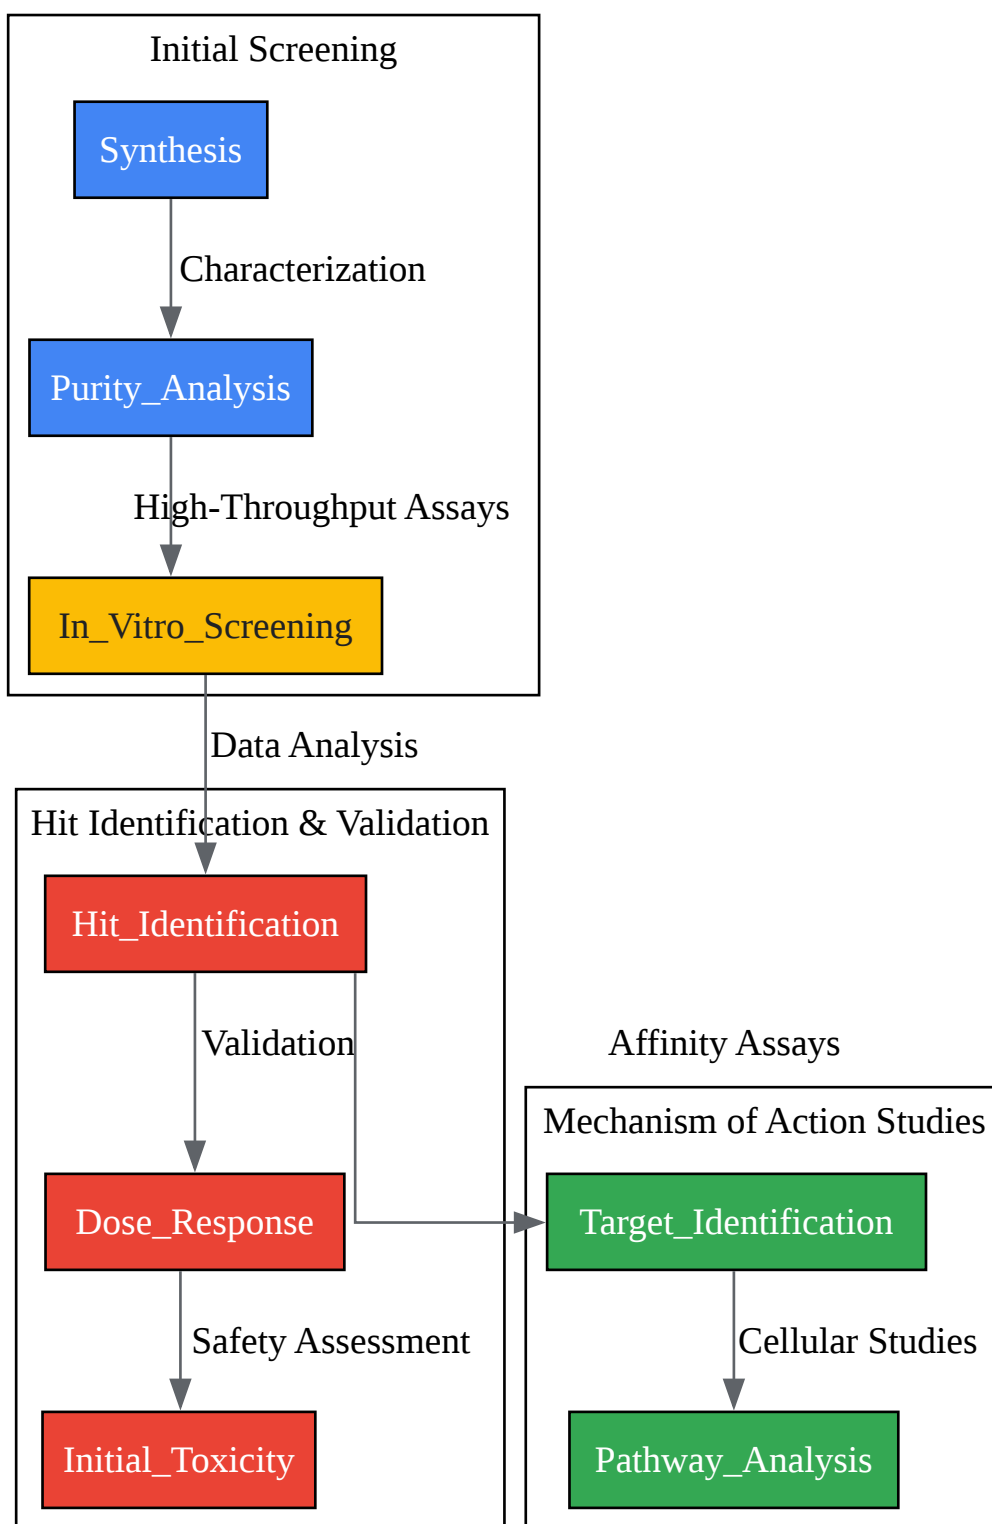 Initial Screening
Synthesis
Characterization
Purity_Analysis
High-Throughput Assays
In_Vitro_Screening
Data Analysis
Hit Identification & Validation
Hit_Identification
Validation
Dose_Response
Safety Assessment
Initial_Toxicity
Affinity Assays
Mechanism of Action Studies
Target_Identification
Cellular Studies
Pathway_Analysis